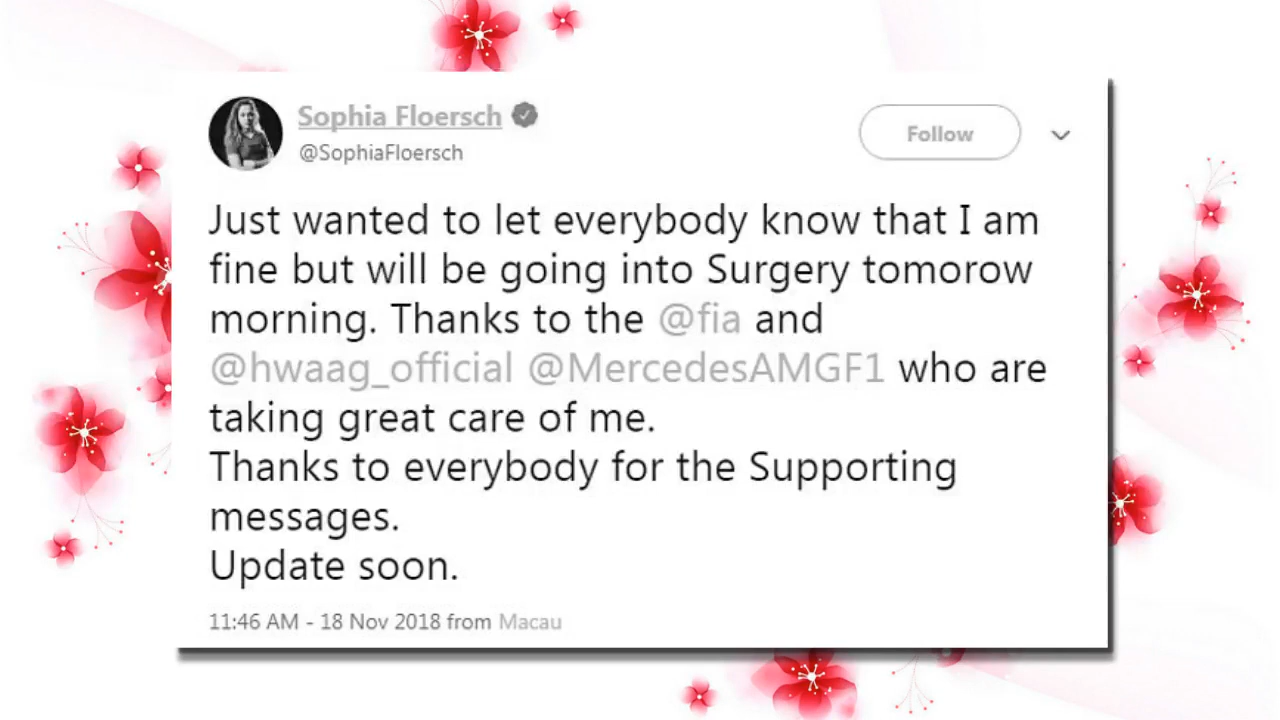 Sophia Floersch
@SophiaFloersch
Follow
Just wanted to let everybody know that I am
fine but will be going into Surgery tomorow
morning. Thanks to the @fia and
@hwaag_official @MercedesAMGF1 who are
taking great care of me.
Thanks to everybody for the Supporting
messages.
Update soon.
11:46 AM - 18 Nov 2018 from Macau